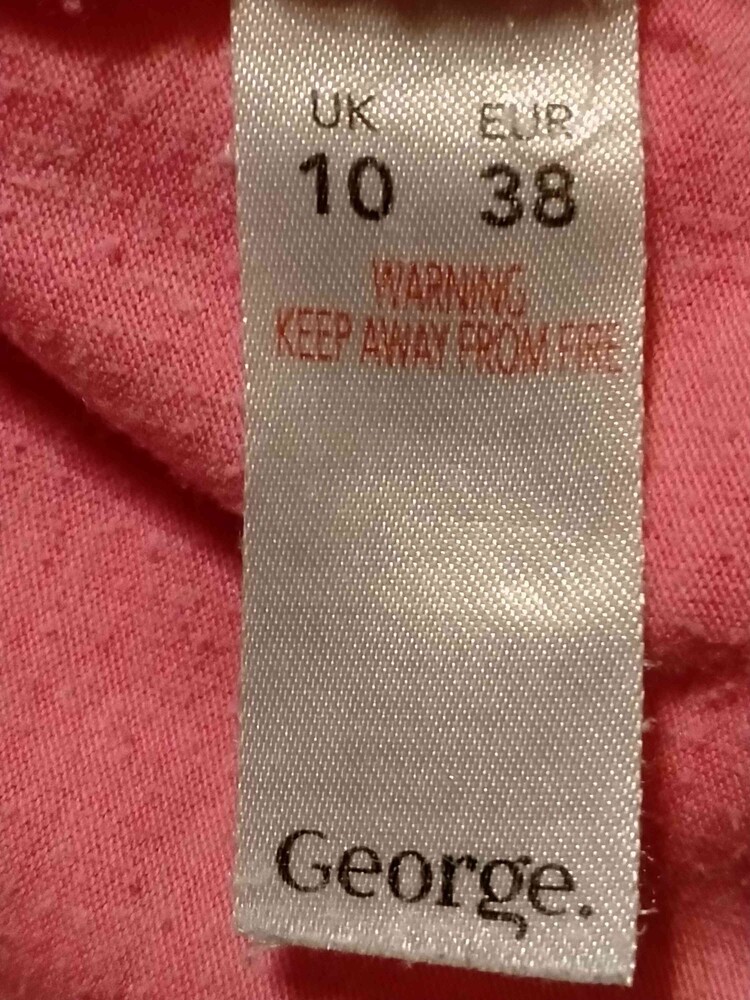 UK EUR
10 38
WARNING
KEEP AWAY FROM FIRE
George.